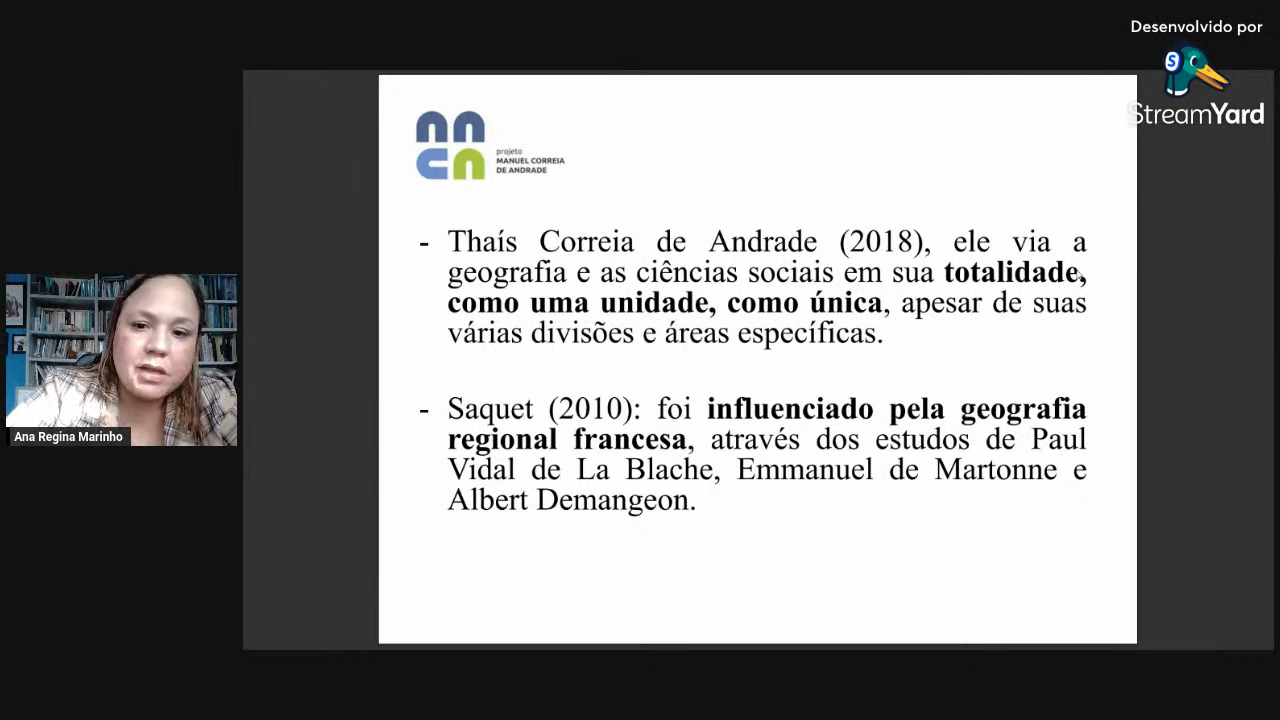 Desenvolvido por
StreamYard
projeto
MANUEL CORREIA
DE ANDRADE
- Thaís Correia de Andrade (2018), ele via a
geografia e as ciências sociais em sua totalidade,
como uma unidade, como única, apesar de suas
várias divisões e áreas específicas.
- Saquet (2010): foi influenciado pela geografia
regional francesa, através dos estudos de Paul
Vidal de La Blache, Emmanuel de Martonne e
Albert Demangeon.
Ana Regina Marinho